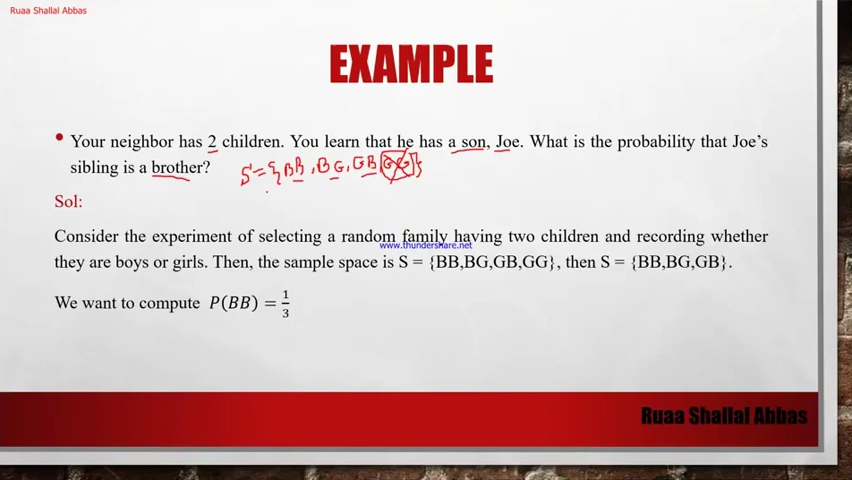 Ruaa Shallal Abbas
EXAMPLE
• Your neighbor has 2 children. You learn that he has a son, Joe. What is the probability that Joe's
sibling is a brother?
S = {BB, BG, GB, GG}
Sol:
Consider the experiment of selecting a random family having two children and recording whether
www.thundershare.net
they are boys or girls. Then, the sample space is S = {BB,BG,GB,GG}, then S = {BB,BG,GB}.
We want to compute P(BB) = 1/3
Ruaa Shallal Abbas